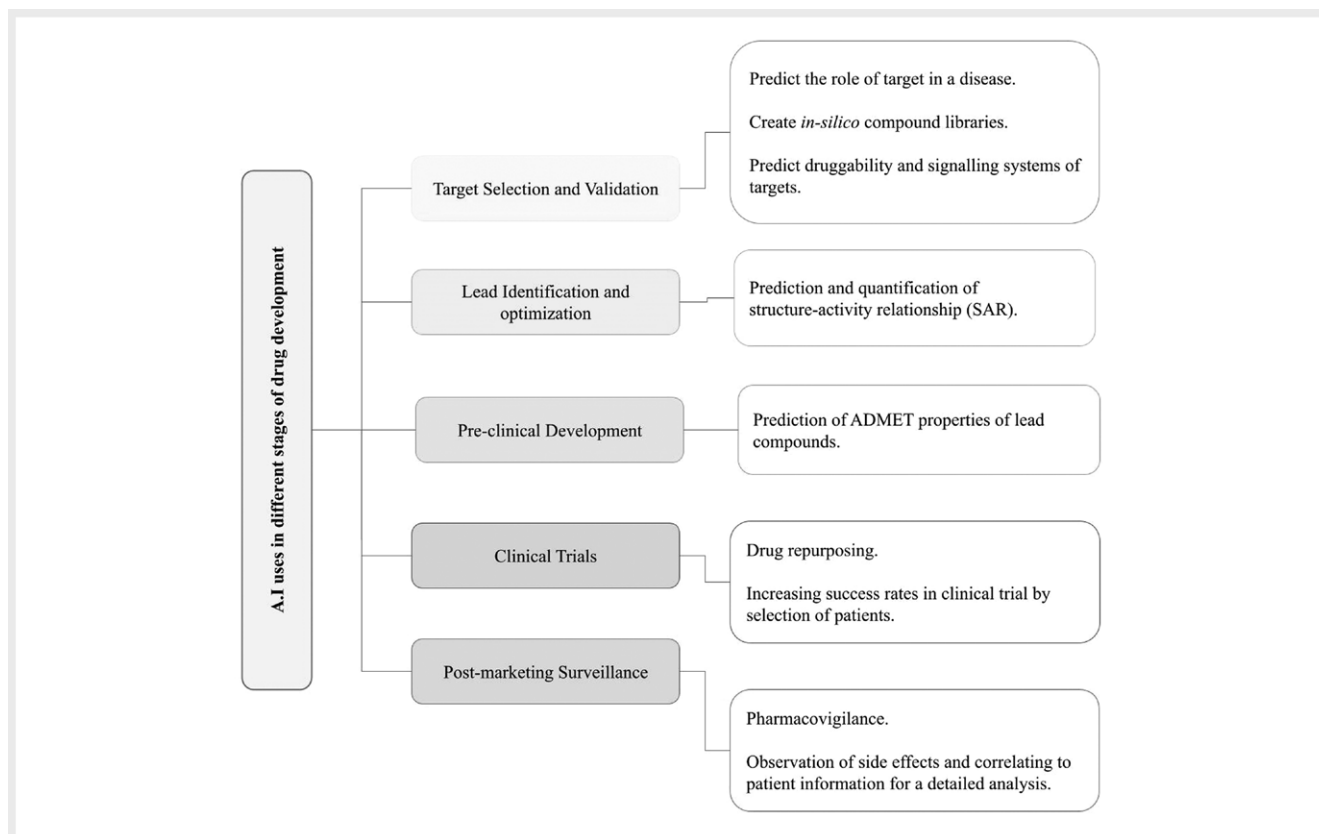 A.I uses in different stages of drug development
Target Selection and Validation
Predict the role of target in a disease.
Create in-silico compound libraries.
Predict druggability and signalling systems of
targets.
Lead Identification and
optimization
Prediction and quantification of
structure-activity relationship (SAR).
Pre-clinical Development
Prediction of ADMET properties of lead
compounds.
Clinical Trials
Drug repurposing.
Increasing success rates in clinical trial by
selection of patients.
Post-marketing Surveillance
Pharmacovigilance.
Observation of side effects and correlating to
patient information for a detailed analysis.